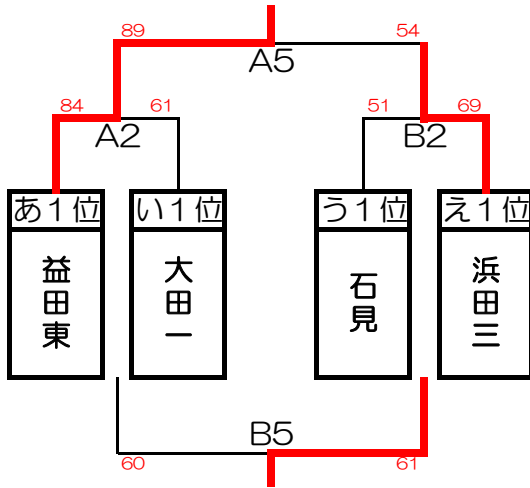 89 54
A5
84 61 51 69
A2 B2
あ1位 い1位 う1位 え1位
益田東 大田一 石見 浜田三
B5
60 61